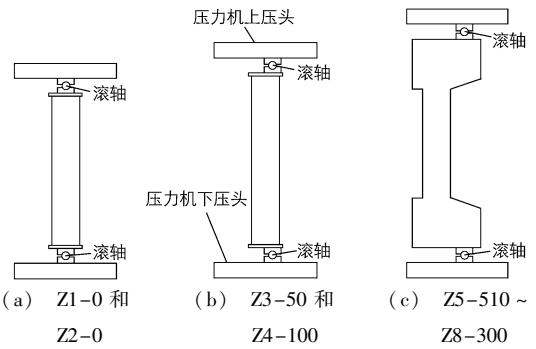 压力机上压头
滚轴
滚轴
滚轴
压力机下压头
滚轴
滚轴
滚轴
(a) Z1-0 和
Z2-0
(b) Z3-50 和
Z4-100
(c) Z5-510 ~
Z8-300